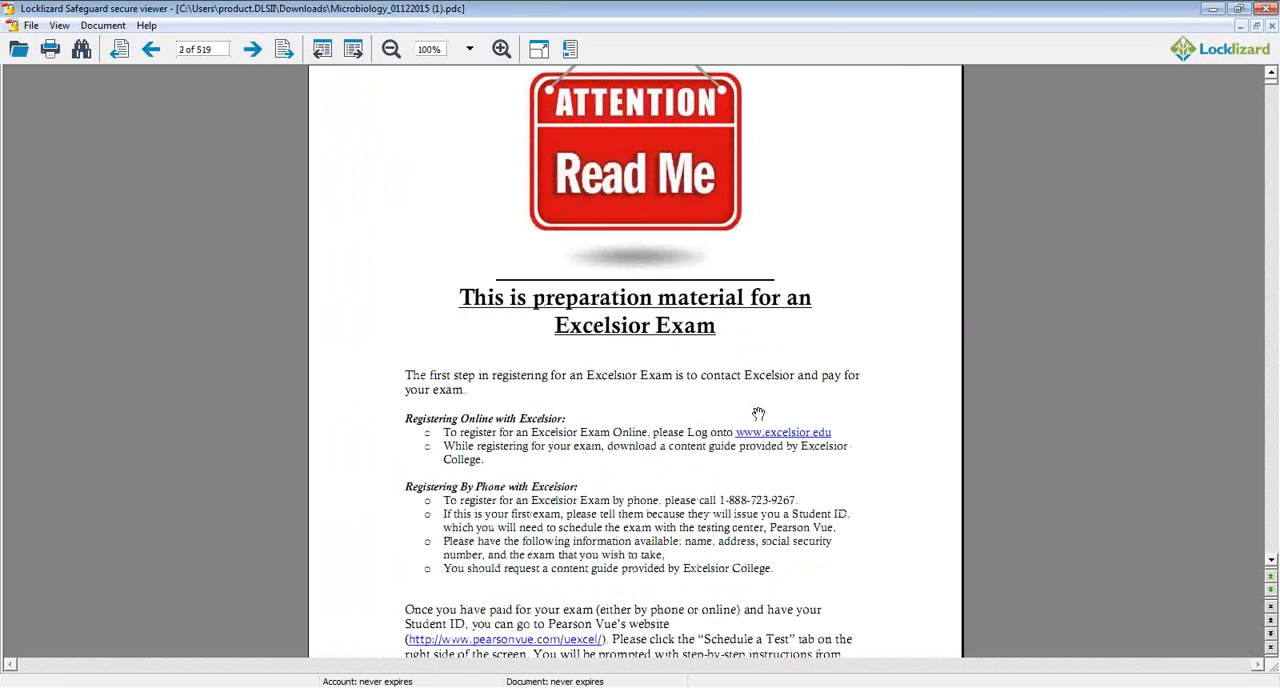 Locklizard Safeguard secure viewer - [C:\Users\product.DLSII\Downloads\Microbiology_01122015 (1).pdc]
File View Document Help
2 of 519 100% Locklizard
ATTENTION
Read Me
This is preparation material for an
Excelsior Exam
The first step in registering for an Excelsior Exam is to contact Excelsior and pay for
your exam.
Registering Online with Excelsior:
o To register for an Excelsior Exam Online, please Log onto www.excelsior.edu
o While registering for your exam, download a content guide provided by Excelsior
College.
Registering By Phone with Excelsior:
o To register for an Excelsior Exam by phone, please call 1-888-723-9267.
o If this is your first exam, please tell them because they will issue you a Student ID,
which you will need to schedule the exam with the testing center, Pearson Vue.
o Please have the following information available: name, address, social security
number, and the exam that you wish to take,
o You should request a content guide provided by Excelsior College.
Once you have paid for your exam (either by phone or online) and have your
Student ID, you can go to Pearson Vue's website
(http://www.pearsonvue.com/uexcel/). Please click the “Schedule a Test” tab on the
right side of the screen. You will be prompted with step-by-step instructions from
Account: never expires Document: never expires